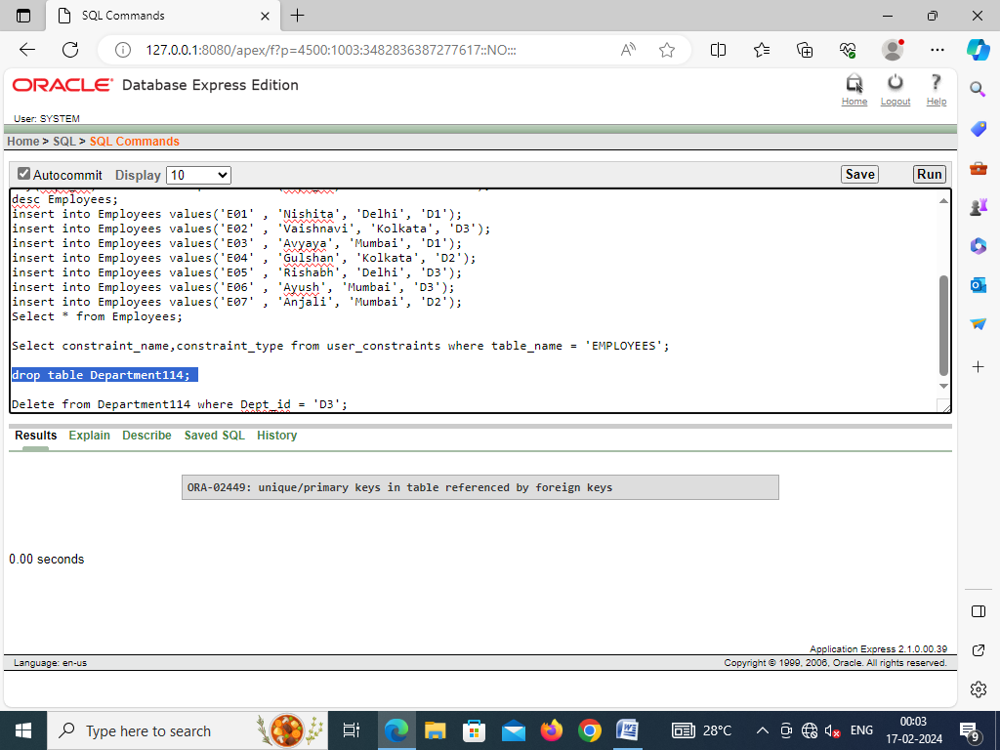 SQL Commands
127.0.0.1:8080/apex/f?p=4500:1003:3482836387277617::NO:::
ORACLE® Database Express Edition
Home Logout Help
User: SYSTEM
Home > SQL > SQL Commands
Autocommit Display 10 Save Run
desc Employees;
insert into Employees values('E01' , 'Nishita', 'Delhi', 'D1');
insert into Employees values('E02' , 'Vaishnavi', 'Kolkata', 'D3');
insert into Employees values('E03' , 'Avyaya', 'Mumbai', 'D1');
insert into Employees values('E04' , 'Gulshan', 'Kolkata', 'D2');
insert into Employees values('E05' , 'Rishabh', 'Delhi', 'D3');
insert into Employees values('E06' , 'Ayush', 'Mumbai', 'D3');
insert into Employees values('E07' , 'Anjali', 'Mumbai', 'D2');
Select * from Employees;
Select constraint_name,constraint_type from user_constraints where table_name = 'EMPLOYEES';
drop table Department114;
Delete from Department114 where Dept_id = 'D3';
Results Explain Describe Saved SQL History
ORA-02449: unique/primary keys in table referenced by foreign keys
0.00 seconds
Application Express 2.1.0.00.39
Language: en-us Copyright © 1999, 2006, Oracle. All rights reserved.
Type here to search
28°C
ENG
00:03
17-02-2024
9